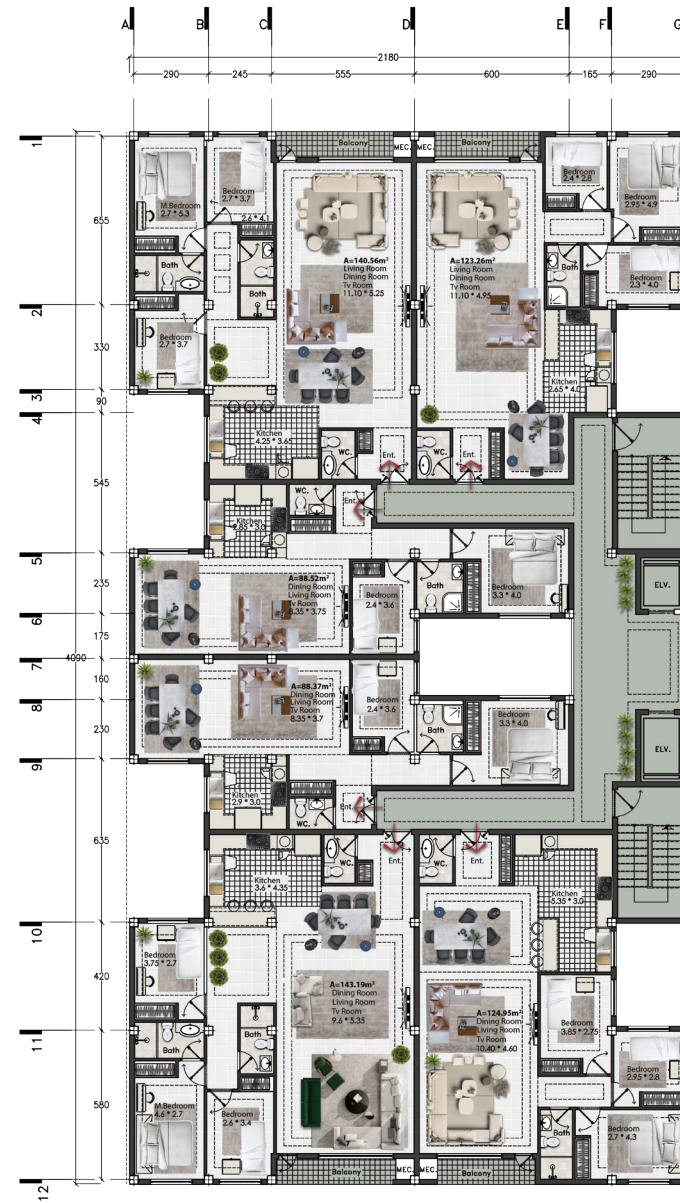 A B C D E F G
2180
290 245 555 600 165 290
1
2
3
4
5
6
7
8
9
10
11
12
655
330
90
545
235
175
4090
160
230
635
420
580
Balcony
MEC.
MEC.
Balcony
M.Bedroom
2.7 * 5.3
Bedroom
2.7 * 3.7
2.6 * 4.1
Bedroom
2.4 * 2.8
Bedroom
2.95 * 4.9
A=140.56m²
Living Room
Dining Room
Tv Room
11.10 * 5.25
A=123.26m²
Living Room
Dining Room
Tv Room
11.10 * 4.95
Bath
Bath
Bath
Bedroom
2.3 * 4.0
Bedroom
2.7 * 3.7
Kitchen
2.65 * 4.0
Kitchen
4.25 * 3.65
WC.
Ent.
WC.
Ent.
WC.
Ent.
Kitchen
2.85 * 3.0
A=88.52m²
Dining Room
Living Room
Tv Room
8.35 * 3.75
Bedroom
2.4 * 3.6
Bath
Bedroom
3.3 * 4.0
ELV.
A=88.37m²
Dining Room
Living Room
Tv Room
8.35 * 3.7
Bedroom
2.4 * 3.6
Bath
Bedroom
3.3 * 4.0
ELV.
Kitchen
2.9 * 3.0
WC.
Ent.
Kitchen
3.6 * 4.35
WC.
Ent.
WC.
Ent.
Kitchen
5.35 * 3.0
Bedroom
3.75 * 2.7
A=143.19m²
Dining Room
Living Room
Tv Room
9.6 * 5.35
A=124.95m²
Dining Room
Living Room
Tv Room
10.40 * 4.60
Bedroom
3.85 * 2.75
Bath
Bath
Bedroom
2.95 * 2.8
M.Bedroom
4.6 * 2.7
Bedroom
2.6 * 3.4
Bath
Bedroom
2.7 * 4.3
Balcony
MEC.
MEC.
Balcony